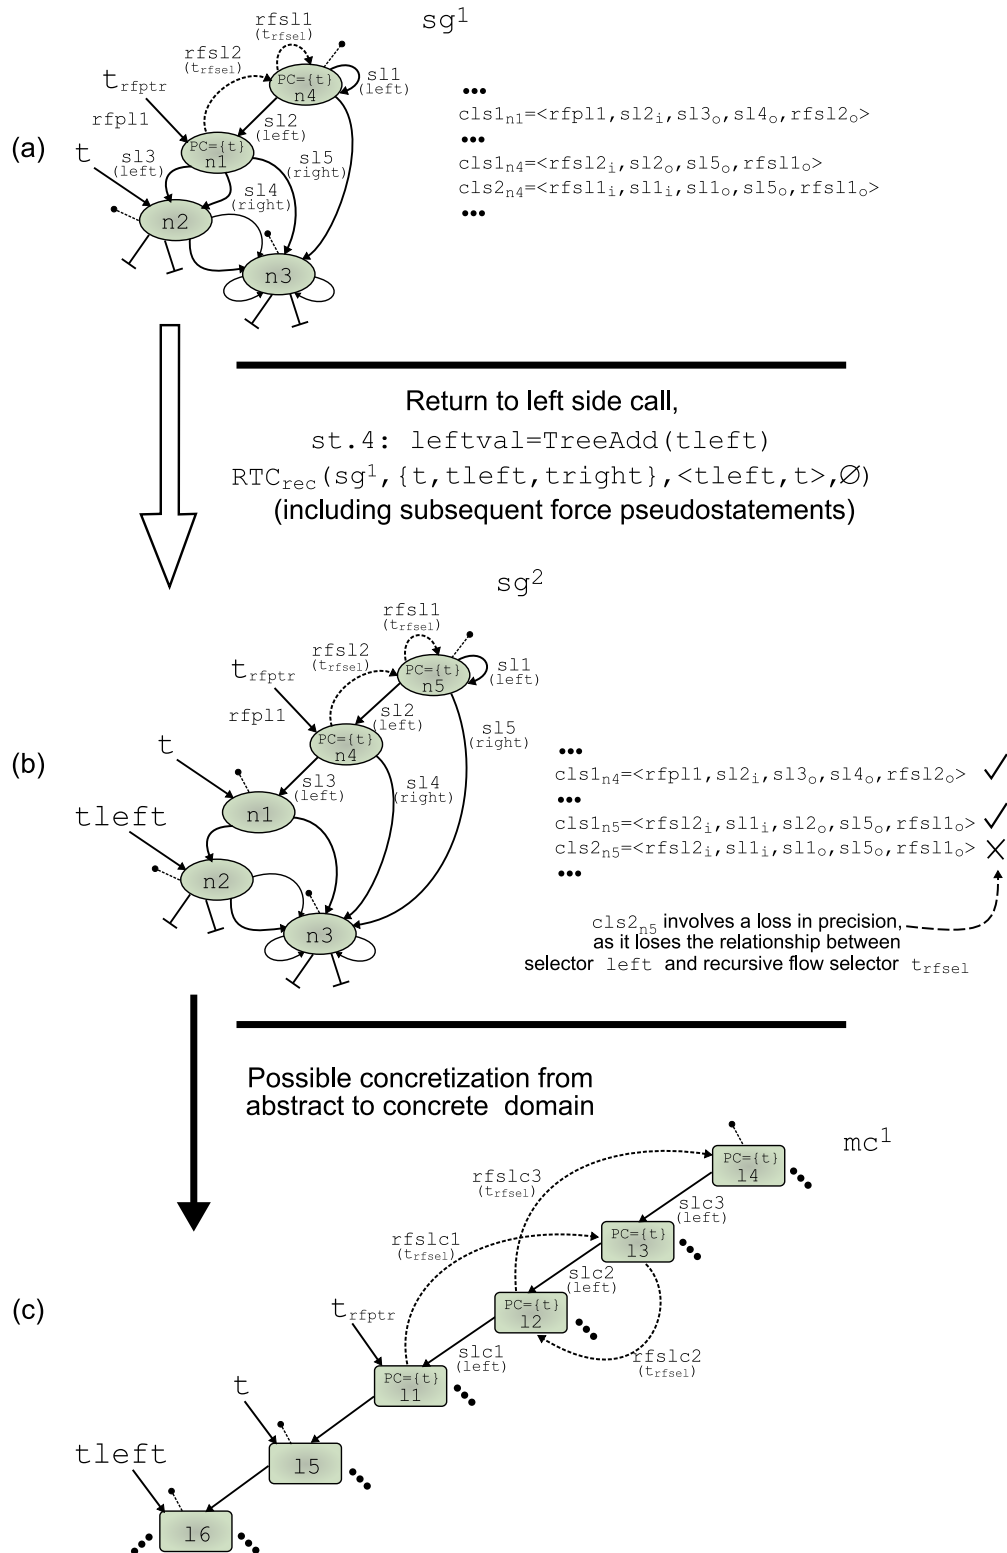 sg1
rfsl1
(trfsel)
rfsl2
(trfsel)
PC={t}
n4
sl1
(left)
trfptr
rfpl1
sl2
(left)
(a)
t
PC={t}
n1
sl3
(left)
sl5
(right)
sl4
(right)
n2
n3
•••
cls1n1=<rfpl1,sl2i,sl3o,sl4o,rfsl2o>
•••
cls1n4=<rfsl2i,sl2o,sl5o,rfsl1o>
cls2n4=<rfsl1i,sl1i,sl1o,sl5o,rfsl1o>
•••
Return to left side call,
st.4: leftval=TreeAdd(tleft)
RTCrec(sg1,{t,tleft,tright},<tleft,t>,∅)
(including subsequent force pseudostatements)
sg2
rfsl1
(trfsel)
rfsl2
(trfsel)
PC={t}
n5
sl1
(left)
trfptr
rfpl1
sl2
(left)
PC={t}
n4
sl5
(right)
t
sl3
(left)
sl4
(right)
(b)
n1
tleft
n2
n3
•••
cls1n4=<rfpl1,sl2i,sl3o,sl4o,rfsl2o>
•••
cls1n5=<rfsl2i,sl1i,sl2o,sl5o,rfsl1o>
cls2n5=<rfsl2i,sl1i,sl1o,sl5o,rfsl1o>
•••
cls2n5 involves a loss in precision,
as it loses the relationship between
selector left and recursive flow selector trfsel
Possible concretization from
abstract to concrete domain
mc1
PC={t}
l4
rfslc3
(trfsel)
slc3
(left)
rfslc1
(trfsel)
PC={t}
l3
slc2
(left)
(c)
PC={t}
l2
trfptr
slc1
(left)
rfslc2
(trfsel)
PC={t}
l1
t
l5
tleft
l6